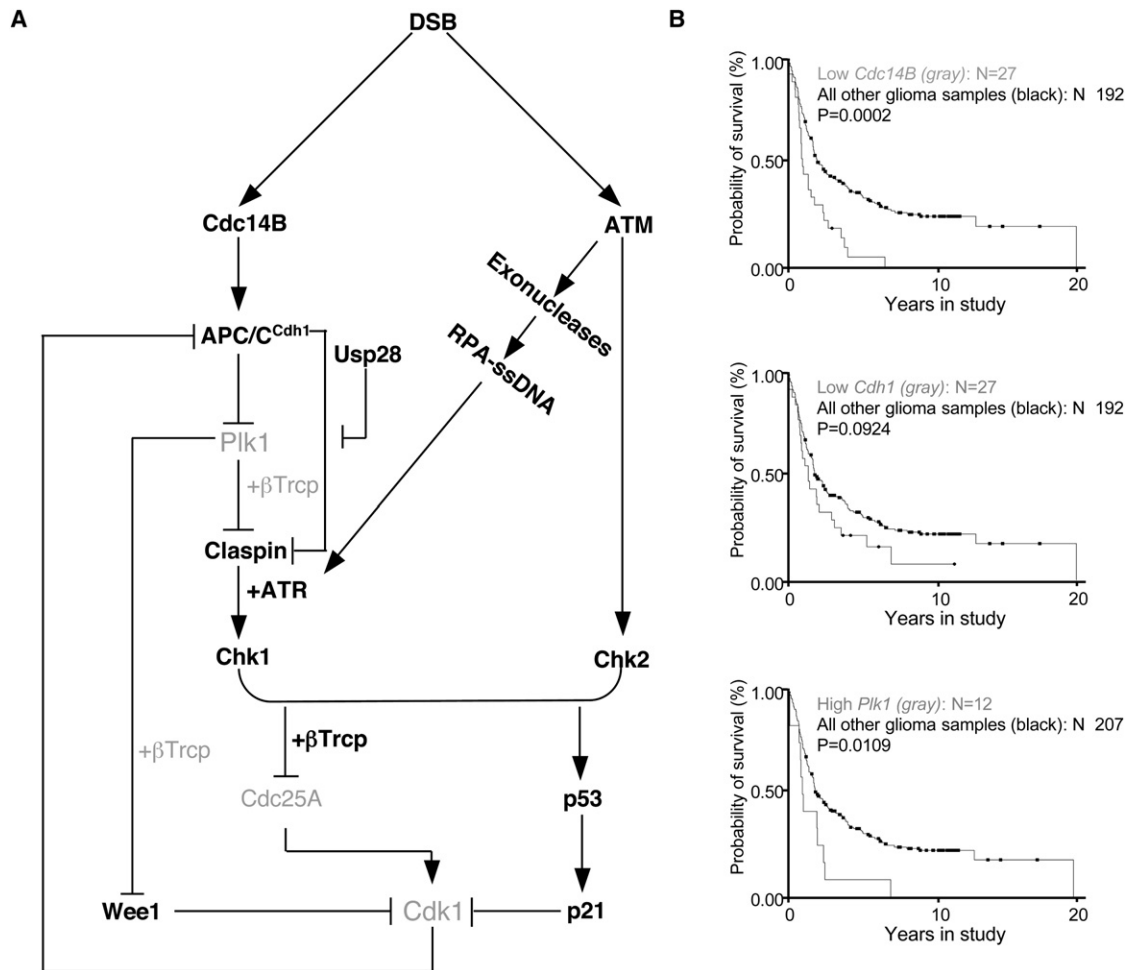 A
DSB
Cdc14B
ATM
Exonucleases
RPA-ssDNA
APC/C^Cdh1
Usp28
Plk1
+βTrcp
Claspin
+ATR
Chk1
Chk2
+βTrcp
+βTrcp
Cdc25A
p53
Wee1
Cdk1
p21
B
Probability of survival (%)
1.00
0.50
0.00
Low Cdc14B (gray): N=27
All other glioma samples (black): N 192
P=0.0002
0
10
20
Years in study
Probability of survival (%)
1.00
0.50
0.00
Low Cdh1 (gray): N=27
All other glioma samples (black): N 192
P=0.0924
0
10
20
Years in study
Probability of survival (%)
1.00
0.50
0.00
High Plk1 (gray): N=12
All other glioma samples (black): N 207
P=0.0109
0
10
20
Years in study